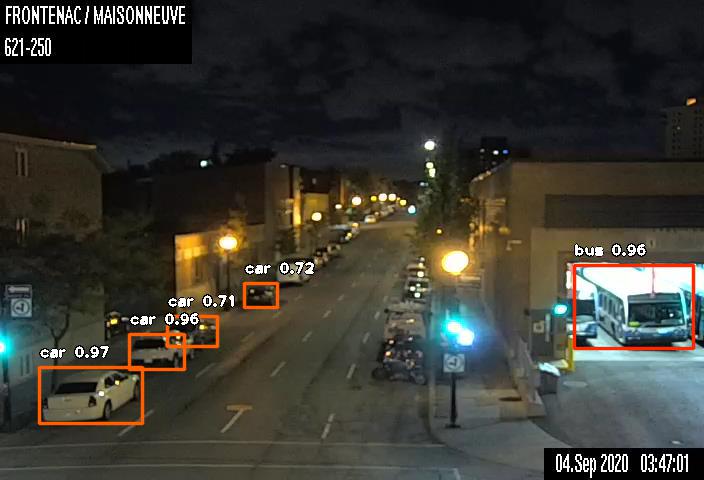 FRONTENAC / MAISONNEUVE
621-250
bus 0.96
car 0.72
car 0.71
car 0.96
car 0.97
04.Sep 2020 03:47:01